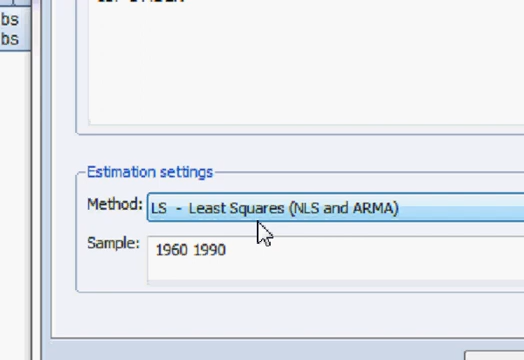 bs
bs
Estimation settings
Method: LS - Least Squares (NLS and ARMA)
Sample: 1960 1990